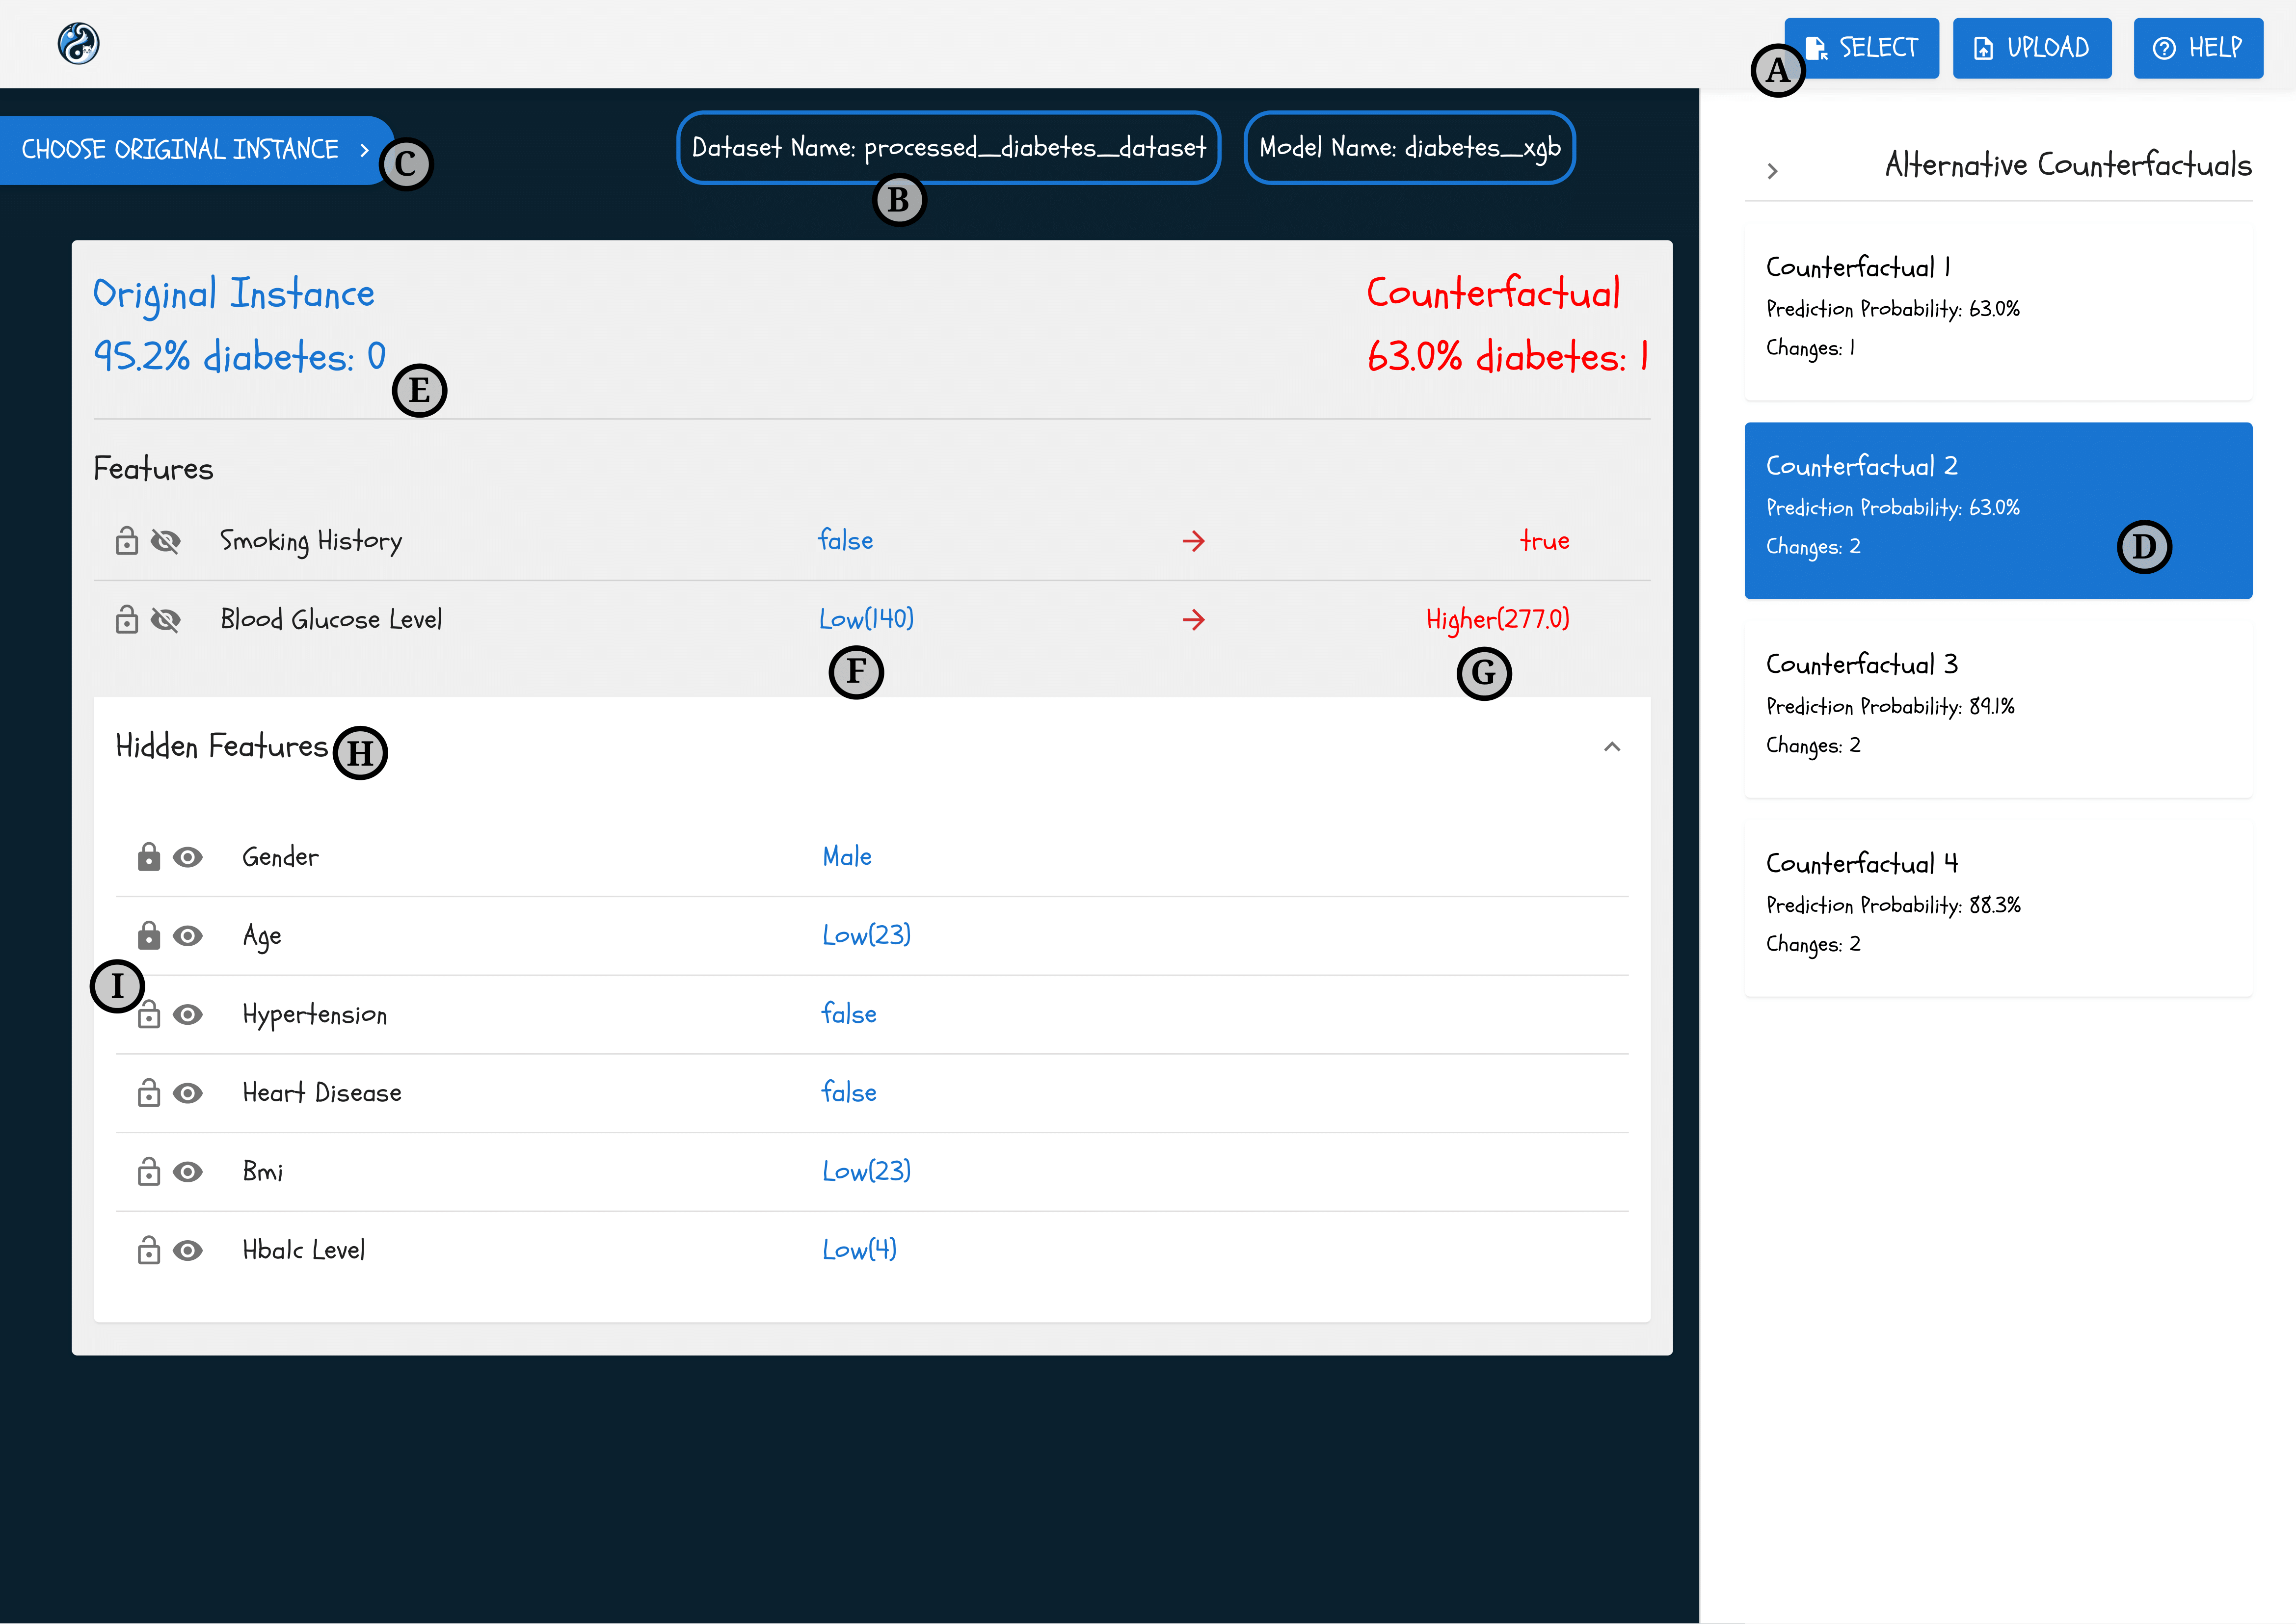 SELECT
UPLOAD
HELP
A
CHOOSE ORIGINAL INSTANCE
C
Dataset Name: processed_diabetes_dataset
Model Name: diabetes_xgb
B
Original Instance
95.2% diabetes: 0
E
Counterfactual
63.0% diabetes: 1
Features
Smoking History false → true
Blood Glucose Level Low(140) → Higher(277.0)
F
G
Hidden Features
H
Gender Male
Age Low(23)
I
Hypertension false
Heart Disease false
Bmi Low(23)
Hba1c Level Low(4)
Alternative Counterfactuals
Counterfactual 1
Prediction Probability: 63.0%
Changes: 1
Counterfactual 2
Prediction Probability: 63.0%
Changes: 2
D
Counterfactual 3
Prediction Probability: 89.1%
Changes: 2
Counterfactual 4
Prediction Probability: 88.3%
Changes: 2